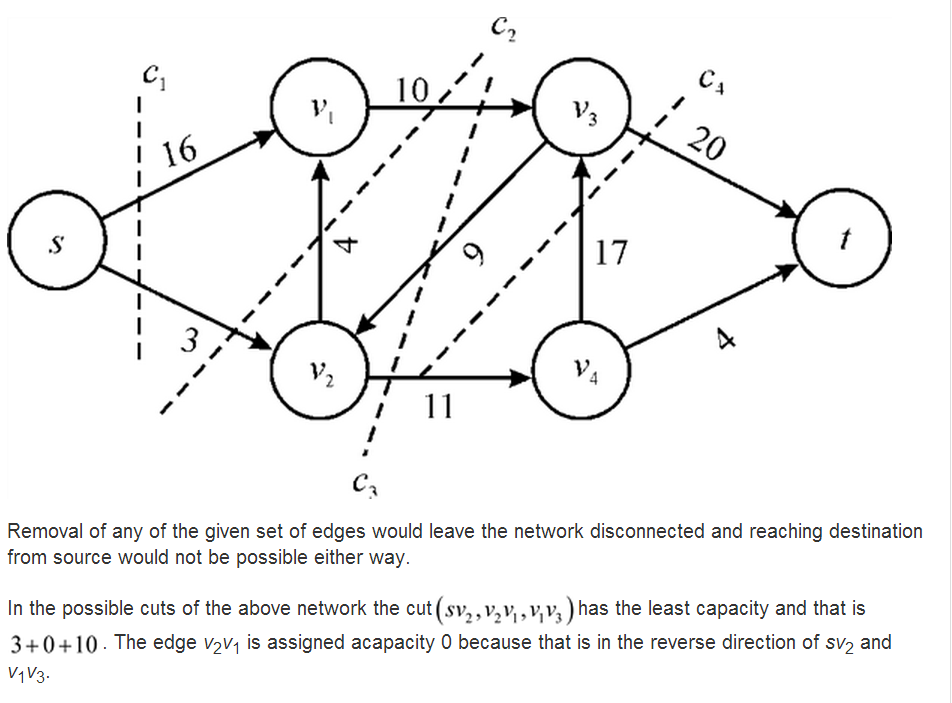 C₂
C₁
C₄
10
v₁
v₃
20
16
s
4
9
17
t
3
v₂
v₄
4
11
C₃
Removal of any of the given set of edges would leave the network disconnected and reaching destination
from source would not be possible either way.
In the possible cuts of the above network the cut (sv₂, v₂v₁, v₁v₃) has the least capacity and that is
3+0+10 . The edge v₂v₁ is assigned acapacity 0 because that is in the reverse direction of sv₂ and
v₁v₃.